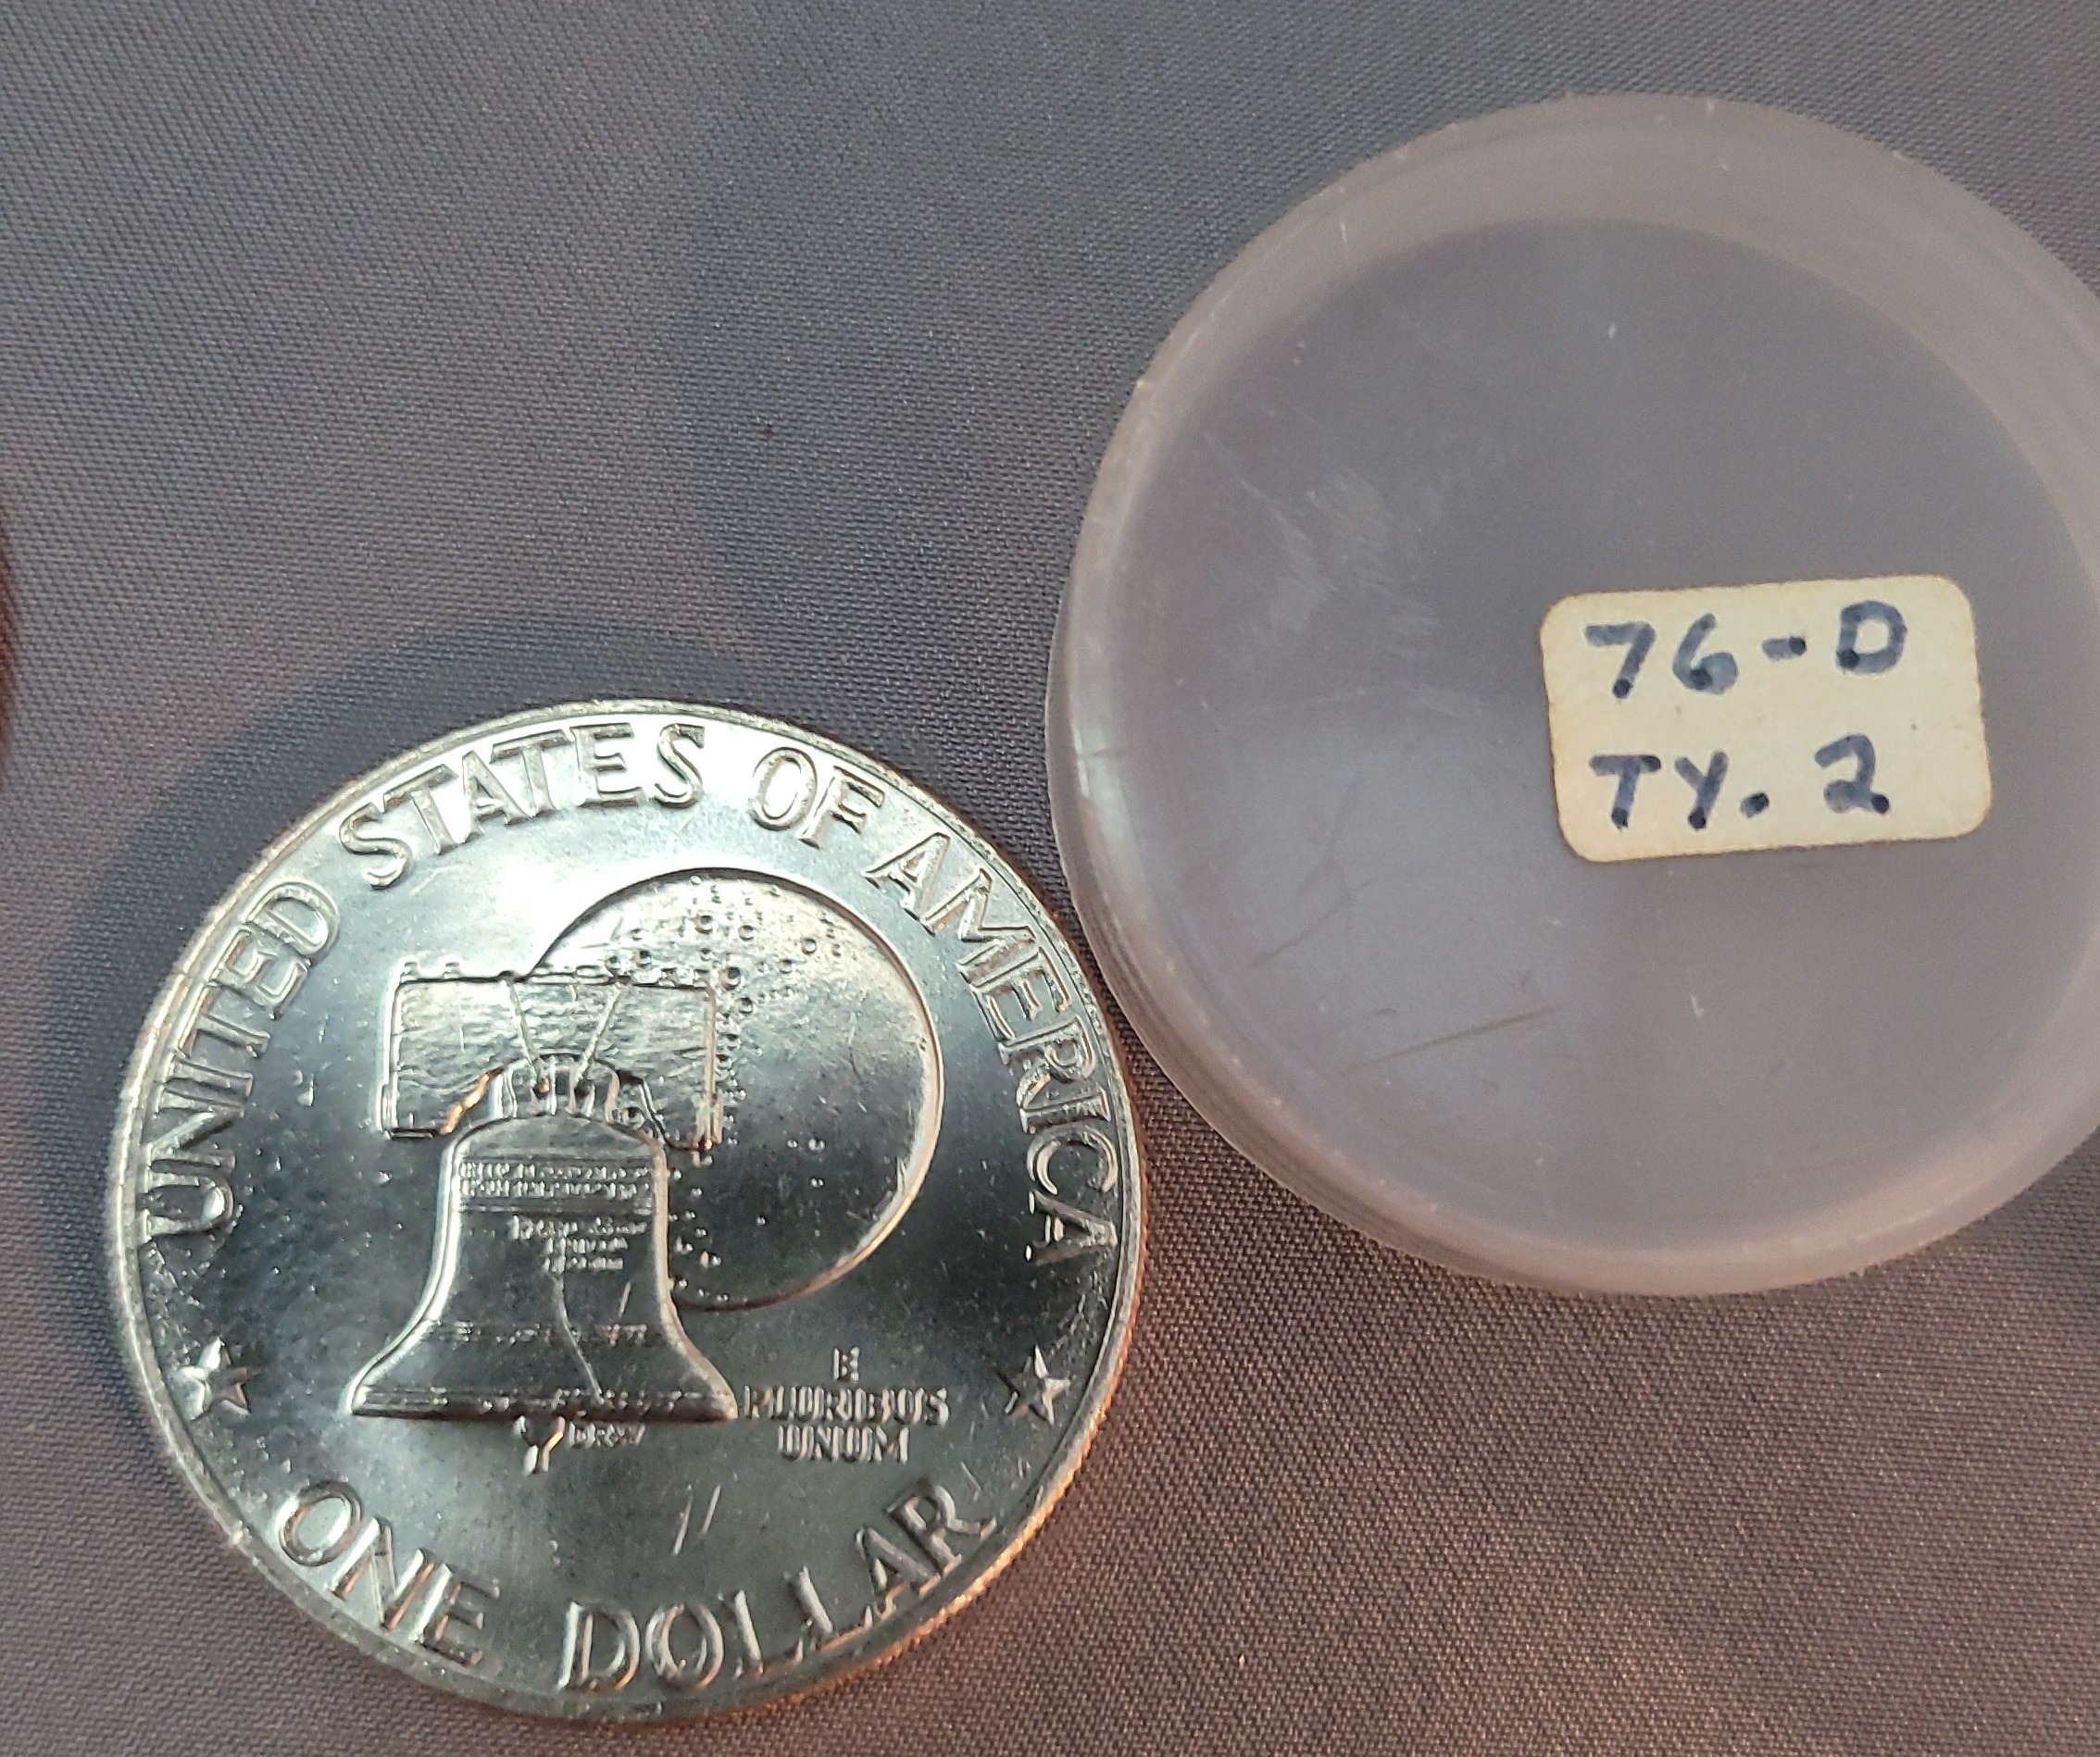 UNITED STATES OF AMERICA
E
PLURIBUS
UNUM
ONE DOLLAR
76-D
TY. 2